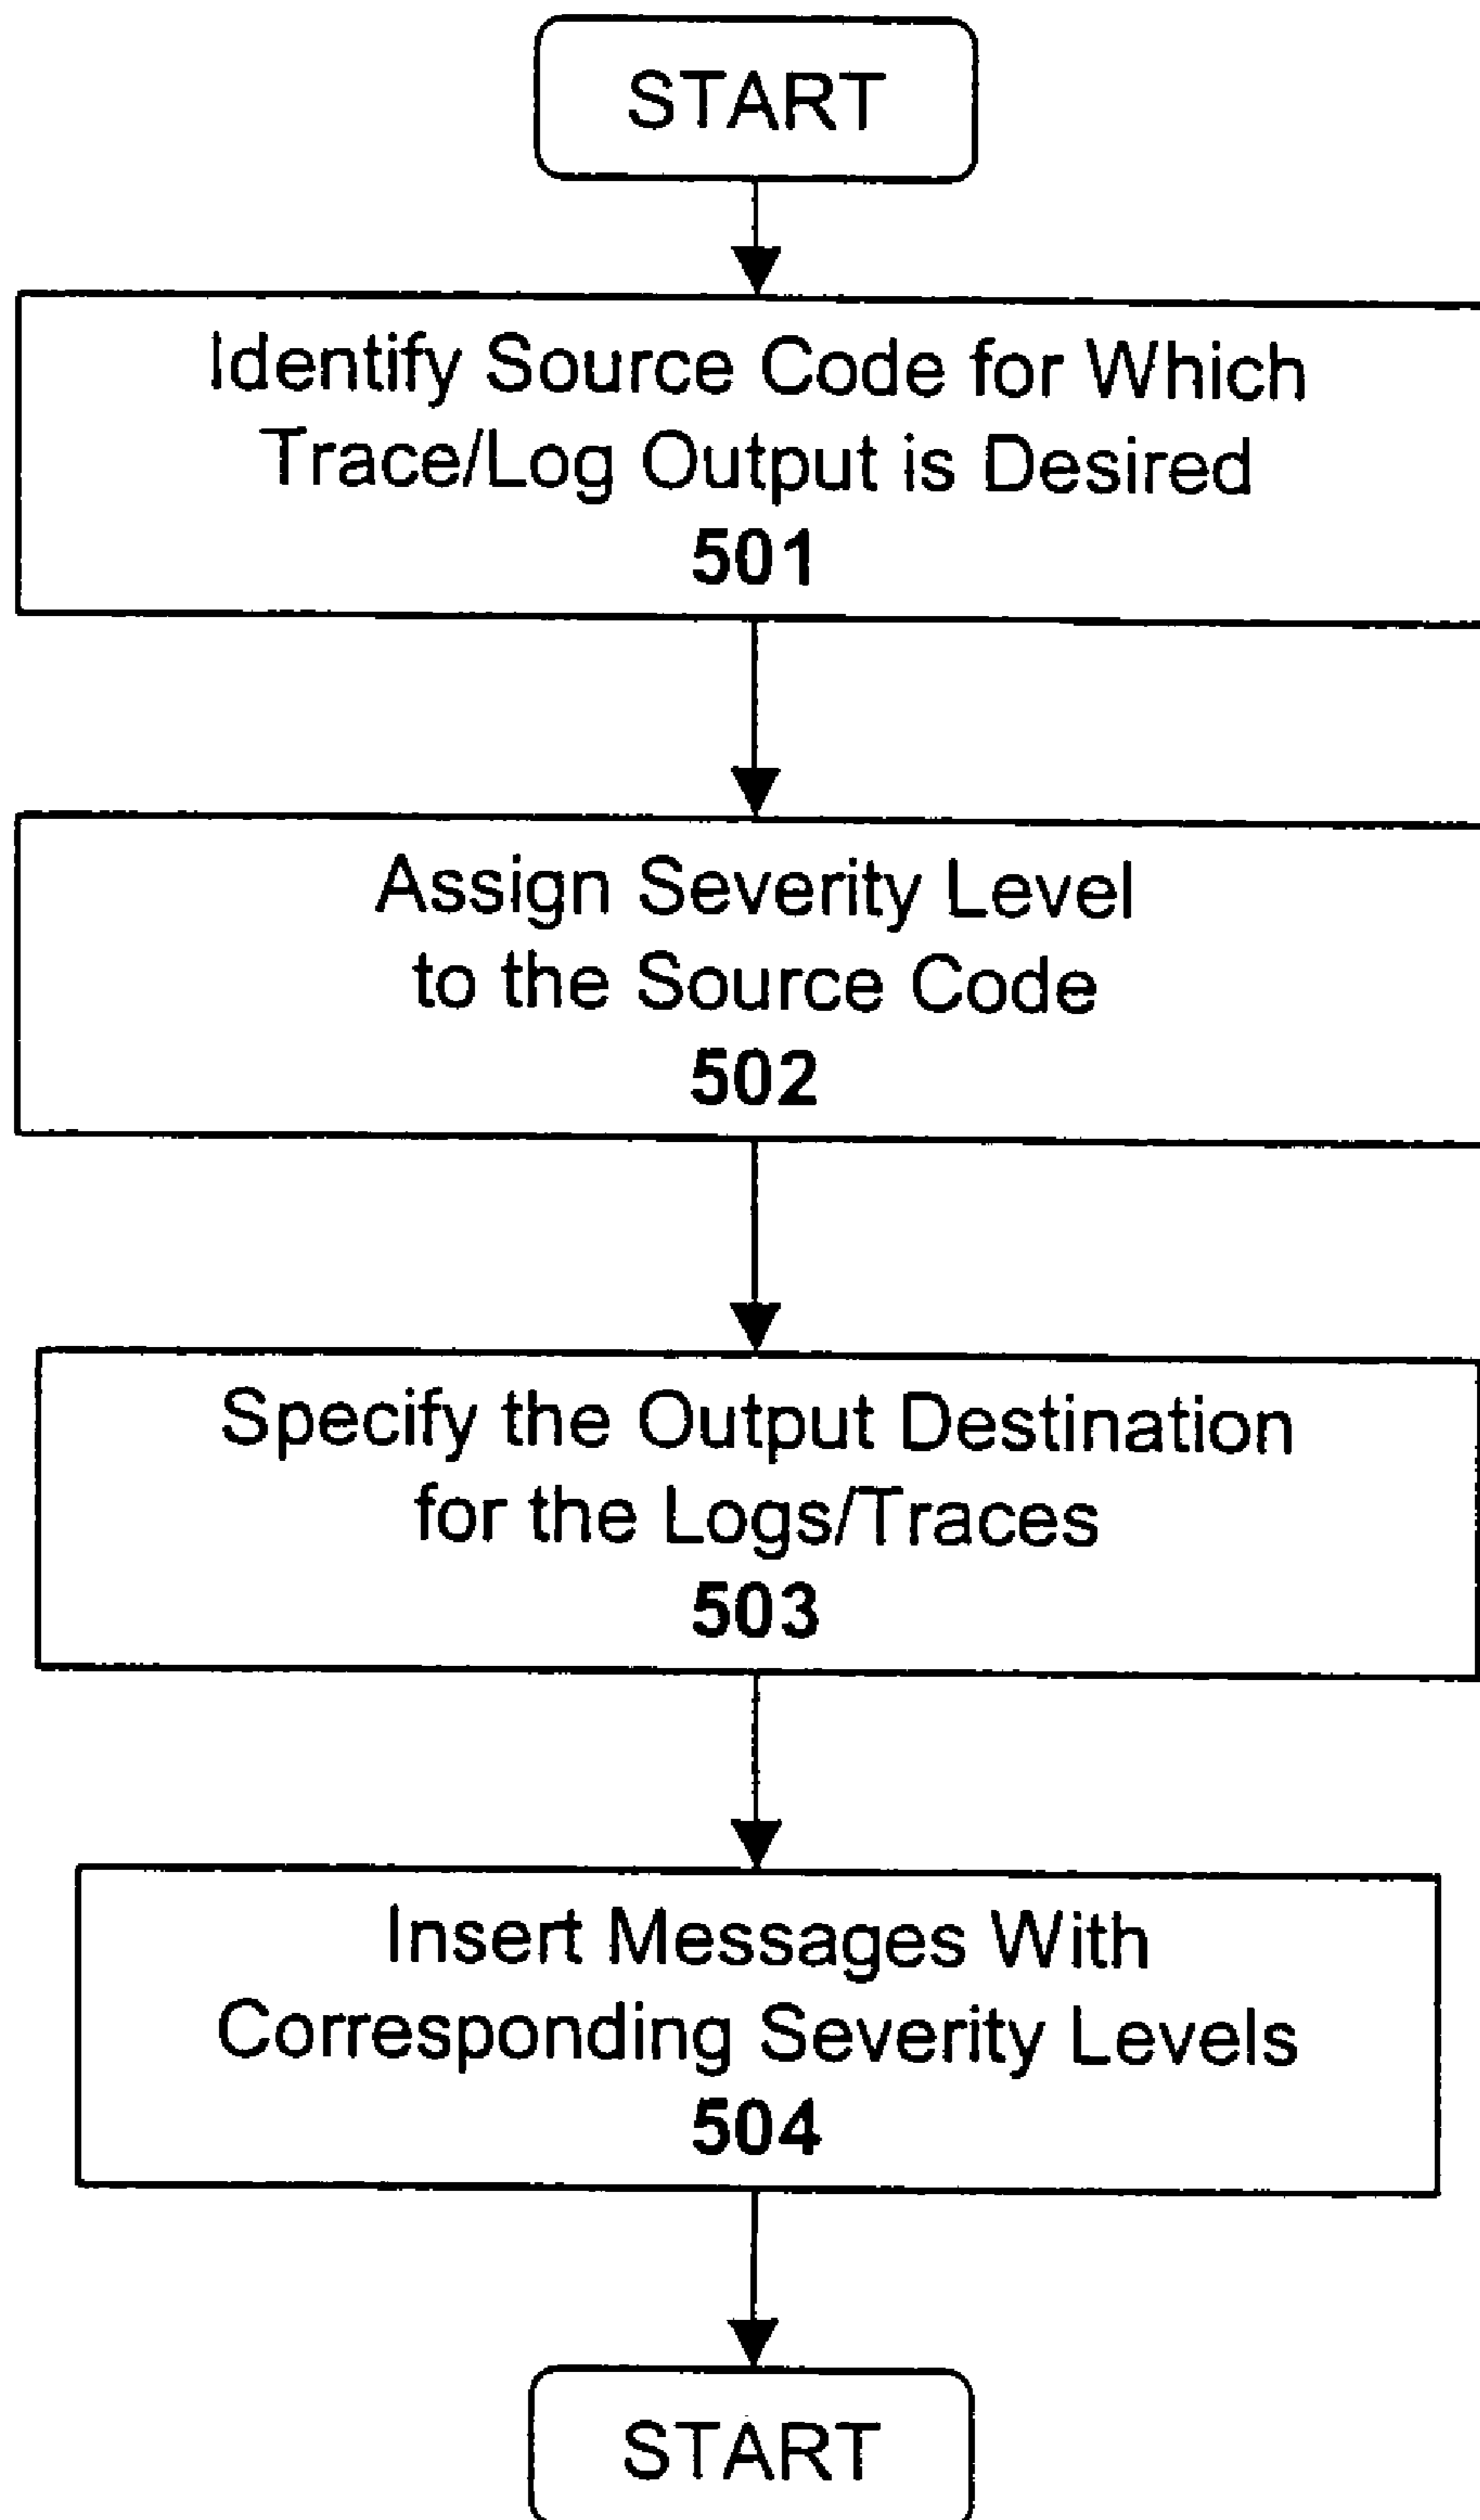 START
Identify Source Code for Which
Trace/Log Output is Desired
501
Assign Severity Level
to the Source Code
502
Specify the Output Destination
for the Logs/Traces
503
Insert Messages With
Corresponding Severity Levels
504
START